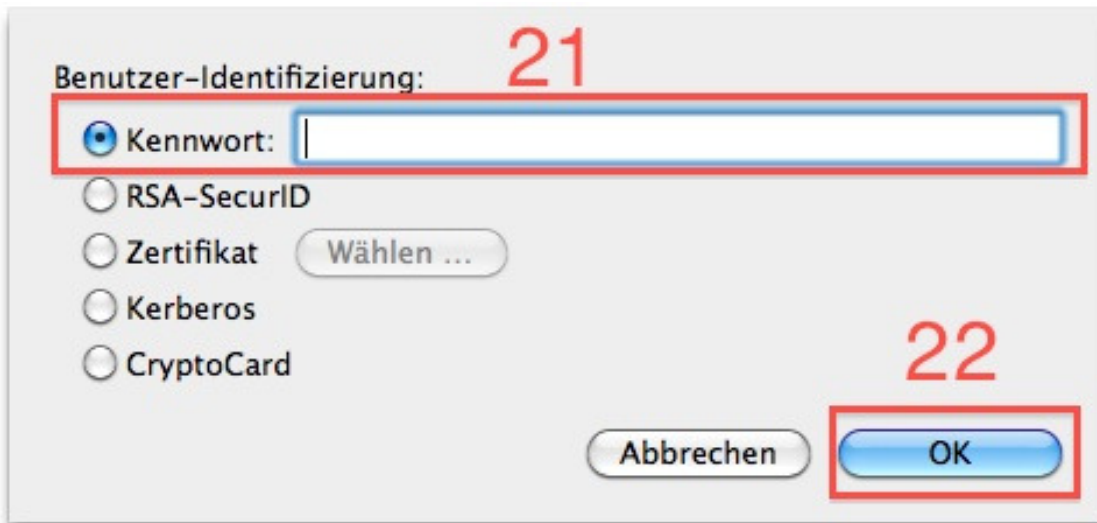 21
Benutzer-Identifizierung:
Kennwort:
RSA-SecurID
Zertifikat Wählen ...
Kerberos
CryptoCard
22
Abbrechen OK